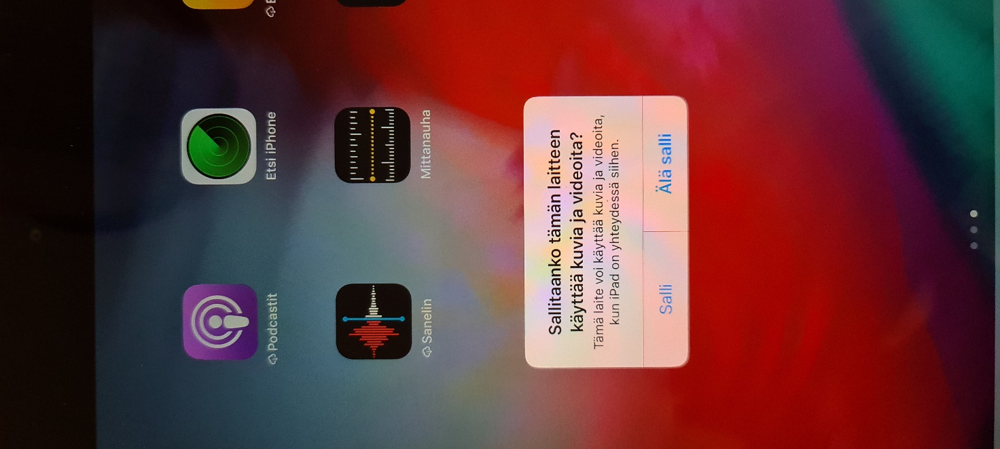 Etsi iPhone
Podcastit
Mittanauha
Sanelin
Sallitaanko tämän laitteen
käyttää kuvia ja videoita?
Tämä laite voi käyttää kuvia ja videoita,
kun iPad on yhteydessä siihen.
Salli
Älä salli